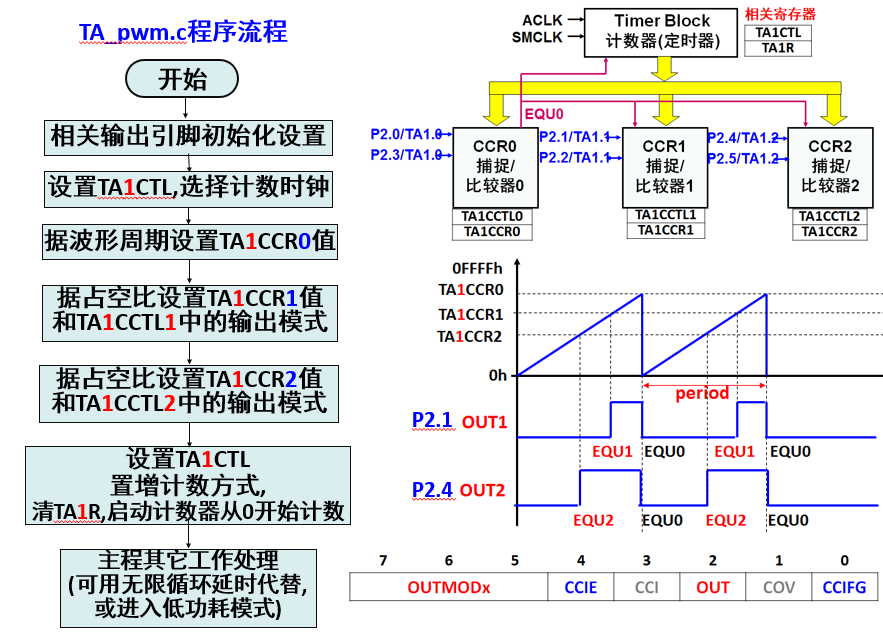 TA_pwm.c程序流程
开始
相关输出引脚初始化设置
设置TA1CTL,选择计数时钟
据波形周期设置TA1CCR0值
据占空比设置TA1CCR1值
和TA1CCTL1中的输出模式
据占空比设置TA1CCR2值
和TA1CCTL2中的输出模式
设置TA1CTL
置增计数方式,
清TA1R,启动计数器从0开始计数
主程其它工作处理
(可用无限循环延时代替,
或进入低功耗模式)
ACLK
SMCLK
Timer Block
计数器(定时器)
相关寄存器
TA1CTL
TA1R
EQU0
P2.0/TA1.0
P2.3/TA1.0
CCR0
捕捉/
比较器0
TA1CCTL0
TA1CCR0
P2.1/TA1.1
P2.2/TA1.1
CCR1
捕捉/
比较器1
TA1CCTL1
TA1CCR1
P2.4/TA1.2
P2.5/TA1.2
CCR2
捕捉/
比较器2
TA1CCTL2
TA1CCR2
0FFFFh
TA1CCR0
TA1CCR1
TA1CCR2
0h
period
P2.1 OUT1
EQU1 EQU0 EQU1 EQU0
P2.4 OUT2
EQU2 EQU0 EQU2 EQU0
7 6 5 4 3 2 1 0
OUTMODx CCIE CCI OUT COV CCIFG